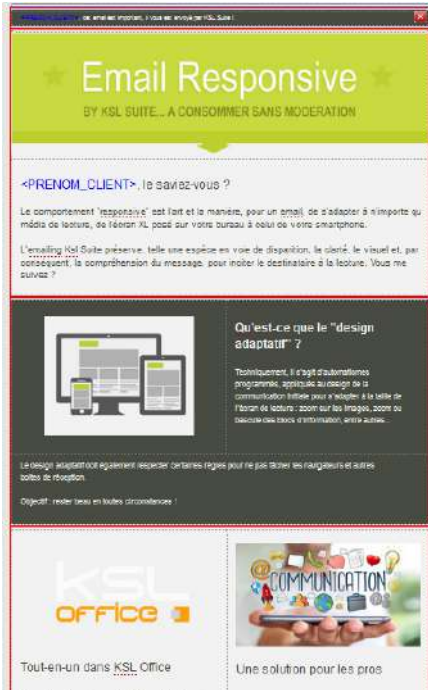 <PRENOM_CLIENT>, cet email est important, il vous est envoyé par KSL Suite !
Email Responsive
BY KSL SUITE... A CONSOMMER SANS MODERATION
<PRENOM_CLIENT>, le saviez-vous ?
Le comportement "responsive" est l'art et la manière, pour un email, de s'adapter à n'importe qu
média de lecture, de l'écran XL posé sur votre bureau à celui de votre smartphone.
L'emailing Ksl Suite préserve, telle une espèce en voie de disparition, la clarté, le visuel et, par
conséquent, la compréhension du message, pour inciter le destinataire à la lecture. Vous me
suivez ?
Qu'est-ce que le "design
adaptatif" ?
Techniquement, il s'agit d'automatismes
programmés, appliqués au design de la
communication initiale pour s'adapter à la taille de
l'écran de lecture : zoom sur les images, zoom ou
bascule des blocs d'information, entre autres...
Le design adaptatif doit également respecter certaines règles pour ne pas fâcher les navigateurs et autres
boîtes de réception.
Objectif : rester beau en toutes circonstances !
KSL
OFFICE
COMMUNICATION
Tout-en-un dans KSL Office
Une solution pour les pros